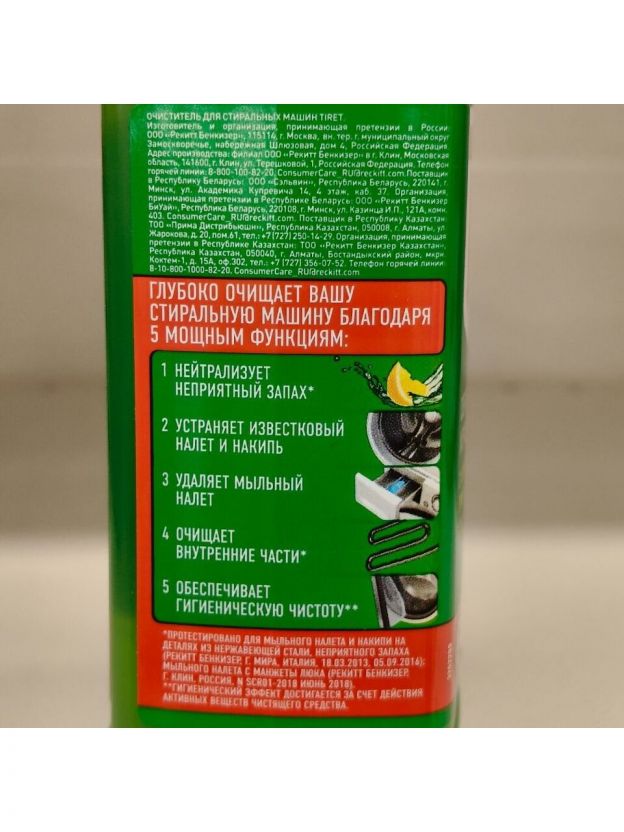 ОЧИСТИТЕЛЬ ДЛЯ СТИРАЛЬНЫХ МАШИН TIRET.
Изготовитель и организация, принимающая претензии в России
ООО «Рекитт Бенкизер», 115114, г. Москва, вн. тер. г. муниципальный округ
Замоскворечье, набережная Шлюзовая, дом 4, Российская Федерация
Адрес производства: филиал ООО «Рекитт Бенкизер» в г. Клин, Московская
область, 141600, г. Клин, ул. Терешковой, 1, Российская Федерация. Телефон
горячей линии: 8-800-100-82-20, ConsumerCare_RU@reckitt.com. Поставщик
в Республику Беларусь: ООО «Сэльвин», Республика Беларусь, 220141, г.
Минск, ул. Академика Купревича 14, 4 этаж, ком. 37. Организация,
принимающая претензии в Республике Беларусь: ТОО «Рекитт Бенкизер
БиУай», Республика Беларусь, 220108, г. Минск, ул. Казинца И.П., 121А, комн.
403. ConsumerCare_RU@reckitt.com. Поставщик в Республику Казахстан:
ТОО «Прима Дистрибьюшн», Республика Казахстан, 050008, г. Алматы, ул.
Жарокова, д. 20, пом.61, тел.:+7 (727) 250-14-29. Организация, принимающая
претензии в Республике Казахстан: ТОО «Рекитт Бенкизер Казахстан»,
Республика Казахстан, 050040, г. Алматы, Бостандыкский район, мкрн.
Коктем-1, д. 15А, оф.302, тел.: +7 (727) 356-07-52. Телефон горячей линии:
8-10-800-1000-82-20, ConsumerCare_RU@reckitt.com
ГЛУБОКО ОЧИЩАЕТ ВАШУ
СТИРАЛЬНУЮ МАШИНУ БЛАГОДАРЯ
5 МОЩНЫМ ФУНКЦИЯМ:
1 НЕЙТРАЛИЗУЕТ
НЕПРИЯТНЫЙ ЗАПАХ*
2 УСТРАНЯЕТ ИЗВЕСТКОВЫЙ
НАЛЕТ И НАКИПЬ
3 УДАЛЯЕТ МЫЛЬНЫЙ
НАЛЕТ
4 ОЧИЩАЕТ
ВНУТРЕННИЕ ЧАСТИ*
5 ОБЕСПЕЧИВАЕТ
ГИГИЕНИЧЕСКУЮ ЧИСТОТУ**
*ПРОТЕСТИРОВАНО ДЛЯ МЫЛЬНОГО НАЛЕТА И НАКИПИ НА
ДЕТАЛЯХ ИЗ НЕРЖАВЕЮЩЕЙ СТАЛИ, НЕПРИЯТНОГО ЗАПАХА
(РЕКИТТ БЕНКИЗЕР, Г. МИРА, ИТАЛИЯ, 18.03.2013, 05.09.2016);
МЫЛЬНОГО НАЛЕТА С МАНЖЕТЫ ЛЮКА (РЕКИТТ БЕНКИЗЕР,
Г. КЛИН, РОССИЯ, N SCR01-2018 ИЮНЬ 2018).
**ГИГИЕНИЧЕСКИЙ ЭФФЕКТ ДОСТИГАЕТСЯ ЗА СЧЕТ ДЕЙСТВИЯ
АКТИВНЫХ ВЕЩЕСТВ ЧИСТЯЩЕГО СРЕДСТВА.